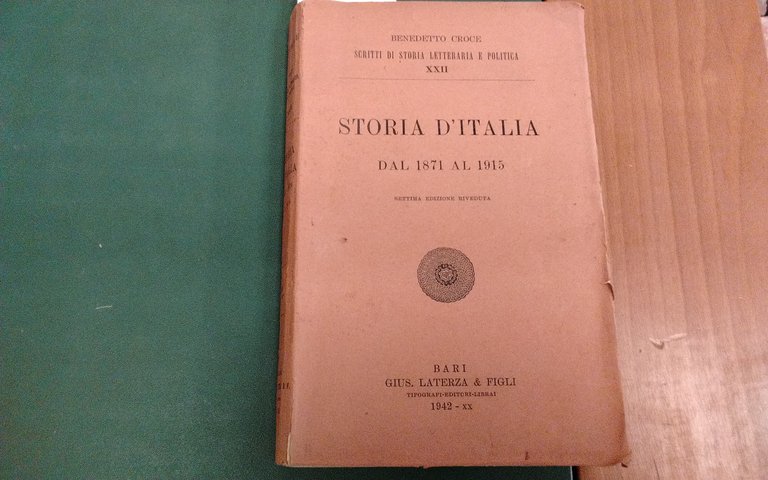 BENEDETTO CROCE
SCRITTI DI STORIA LETTERARIA E POLITICA
XXII
STORIA D'ITALIA
DAL 1871 AL 1915
SETTIMA EDIZIONE RIVEDUTA
BARI
GIUS. LATERZA & FIGLI
TIPOGRAFI-EDITORI-LIBRAI
1942 - XX